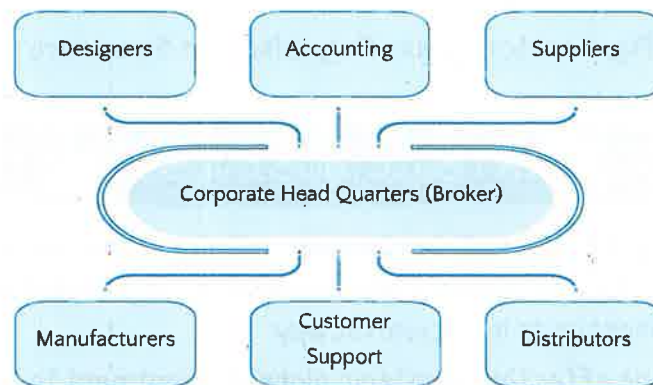 Designers
Accounting
Suppliers
Corporate Head Quarters (Broker)
Manufacturers
Customer
Support
Distributors